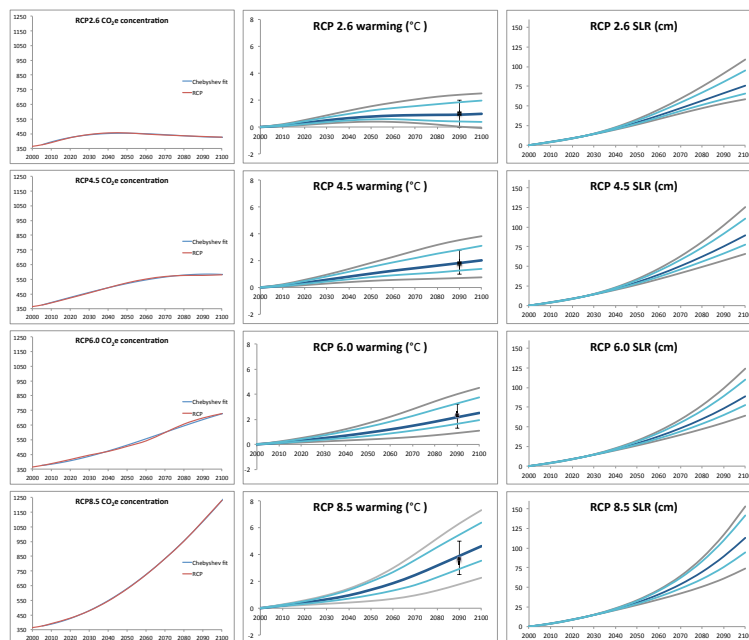 RCP2.6 CO2e concentration
1250
1150
1050
950
850
750
650
550
450
350
Chebyshev fit
RCP
2000 2010 2020 2030 2040 2050 2060 2070 2080 2090 2100
RCP 2.6 warming (°C )
8
6
4
2
0
-2
2000 2010 2020 2030 2040 2050 2060 2070 2080 2090 2100
RCP 2.6 SLR (cm)
150
125
100
75
50
25
0
2000 2010 2020 2030 2040 2050 2060 2070 2080 2090 2100
RCP4.5 CO2e concentration
1250
1150
1050
950
850
750
650
550
450
350
Chebyshev fit
RCP
2000 2010 2020 2030 2040 2050 2060 2070 2080 2090 2100
RCP 4.5 warming (°C )
8
6
4
2
0
-2
2000 2010 2020 2030 2040 2050 2060 2070 2080 2090 2100
RCP 4.5 SLR (cm)
150
125
100
75
50
25
0
2000 2010 2020 2030 2040 2050 2060 2070 2080 2090 2100
RCP6.0 CO2e concentration
1250
1150
1050
950
850
750
650
550
450
350
Chebyshev fit
RCP
2000 2010 2020 2030 2040 2050 2060 2070 2080 2090 2100
RCP 6.0 warming (°C )
8
6
4
2
0
-2
2000 2010 2020 2030 2040 2050 2060 2070 2080 2090 2100
RCP 6.0 SLR (cm)
150
125
100
75
50
25
0
2000 2010 2020 2030 2040 2050 2060 2070 2080 2090 2100
RCP8.5 CO2e concentration
1250
1150
1050
950
850
750
650
550
450
350
Chebyshev fit
RCP
2000 2010 2020 2030 2040 2050 2060 2070 2080 2090 2100
RCP 8.5 warming (°C )
8
6
4
2
0
-2
2000 2010 2020 2030 2040 2050 2060 2070 2080 2090 2100
RCP 8.5 SLR (cm)
150
125
100
75
50
25
0
2000 2010 2020 2030 2040 2050 2060 2070 2080 2090 2100